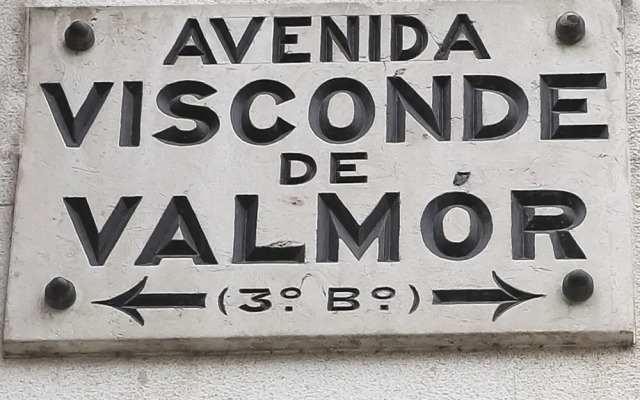 AVENIDA
VISCONDE
DE
VALMÓR
(3º Bº)